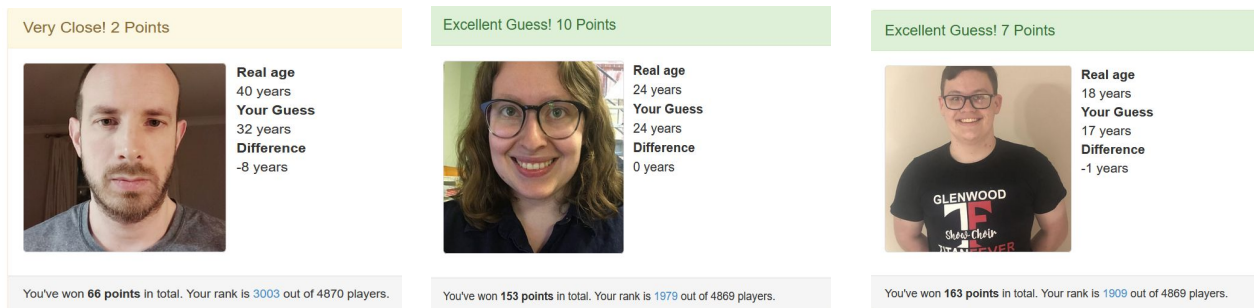 Very Close! 2 Points
Real age
40 years
Your Guess
32 years
Difference
-8 years
You've won 66 points in total. Your rank is 3003 out of 4870 players.
Excellent Guess! 10 Points
Real age
24 years
Your Guess
24 years
Difference
0 years
You've won 153 points in total. Your rank is 1979 out of 4869 players.
Excellent Guess! 7 Points
Real age
18 years
Your Guess
17 years
Difference
-1 years
GLENWOOD
TF
Show-Choir
TITAN FEVER
You've won 163 points in total. Your rank is 1909 out of 4869 players.